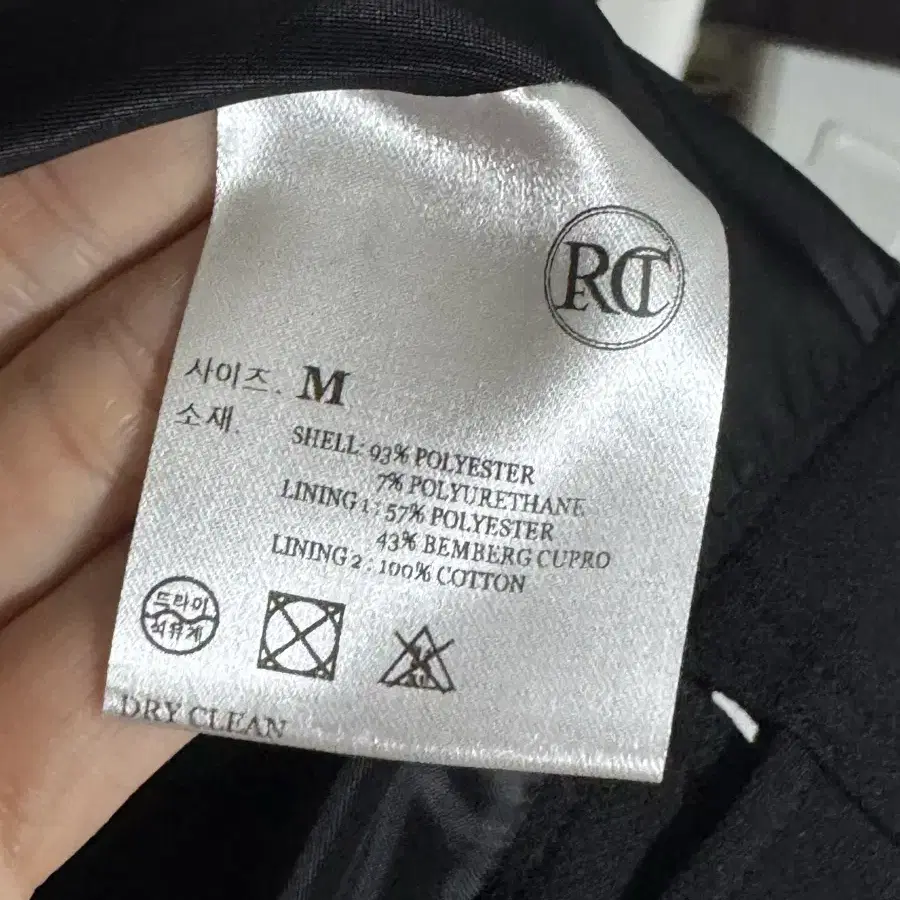 사이즈. M
소재.
SHELL: 93% POLYESTER
7% POLYURETHANE
LINING 1 : 57% POLYESTER
43% BEMBERG CUPRO
LINING 2 : 100% COTTON
드라이
석유계
DRY CLEAN